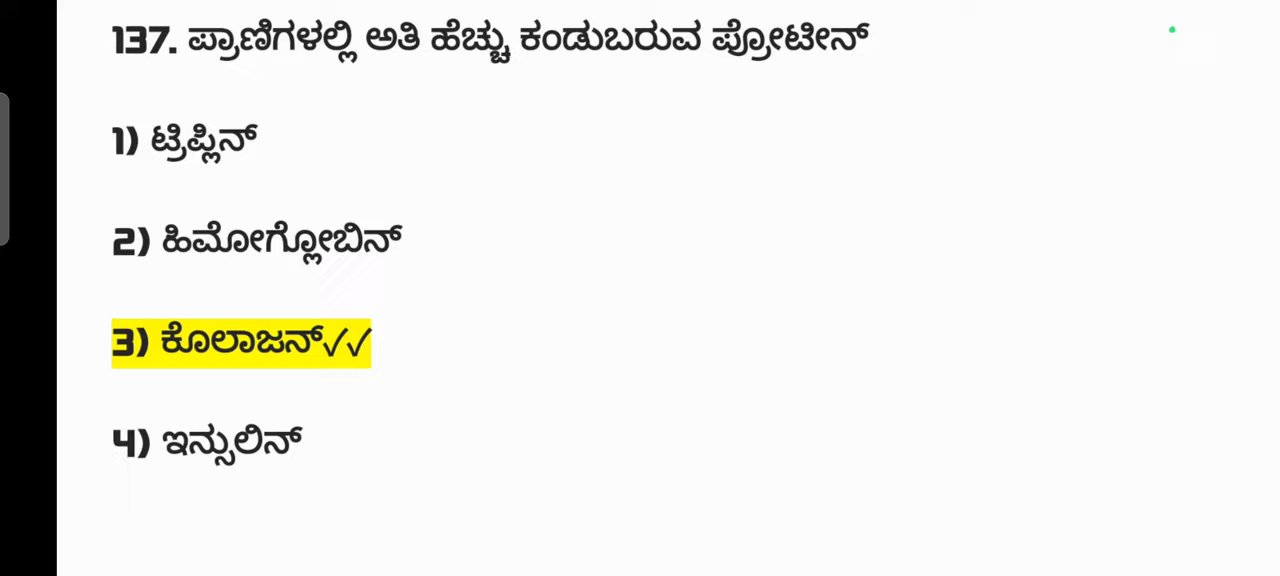 137. ಪ್ರಾಣಿಗಳಲ್ಲಿ ಅತಿ ಹೆಚ್ಚು ಕಂಡುಬರುವ ಪ್ರೋಟೀನ್
1) ಟ್ರಿಪ್ಲಿನ್
2) ಹಿಮೋಗ್ಲೋಬಿನ್
3) ಕೊಲಾಜನ್✓✓
4) ಇನ್ಸುಲಿನ್